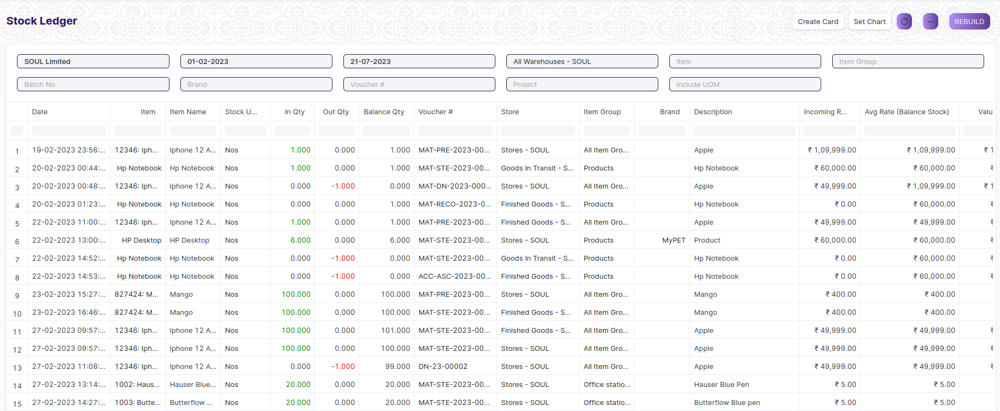 Stock Ledger
Create Card Set Chart ... REBUILD
SOUL Limited 01-02-2023 21-07-2023 All Warehouses - SOUL Item Item Group
Batch No Brand Voucher # Project Include UOM
Date Item Item Name Stock U... In Qty Out Qty Balance Qty Voucher # Store Item Group Brand Description Incoming R... Avg Rate (Balance Stock) Valu
1 19-02-2023 23:56:... 12346: Iph... Iphone 12 A... Nos 1.000 0.000 1.000 MAT-PRE-2023-00... Stores - SOUL All Item Gro... Apple ₹ 1,09,999.00 ₹ 1,09,999.00 ₹ 1
2 20-02-2023 00:44:... Hp Notebook Hp Notebook Nos 1.000 0.000 1.000 MAT-STE-2023-00... Goods In Transit - S... Products Hp Notebook ₹ 60,000.00 ₹ 60,000.00 ₹
3 20-02-2023 00:48:... 12346: Iph... Iphone 12 A... Nos 0.000 -1.000 0.000 MAT-DN-2023-000... Stores - SOUL All Item Gro... Apple ₹ 49,999.00 ₹ 1,09,999.00 ₹ 1
4 20-02-2023 01:23:... Hp Notebook Hp Notebook Nos 0.000 0.000 1.000 MAT-RECO-2023-0... Finished Goods - S... Products Hp Notebook ₹ 0.00 ₹ 60,000.00 ₹
5 22-02-2023 11:00:... 12346: Iph... Iphone 12 A... Nos 1.000 0.000 1.000 MAT-PRE-2023-00... Finished Goods - S... All Item Gro... Apple ₹ 49,999.00 ₹ 49,999.00 ₹
6 22-02-2023 13:00:... HP Desktop HP Desktop Nos 6.000 0.000 6.000 MAT-STE-2023-00... Stores - SOUL Products MyPET Product ₹ 60,000.00 ₹ 60,000.00 ₹
7 22-02-2023 14:52:... Hp Notebook Hp Notebook Nos 0.000 -1.000 0.000 MAT-STE-2023-00... Goods In Transit - S... Products Hp Notebook ₹ 0.00 ₹ 60,000.00 ₹
8 22-02-2023 14:53:... Hp Notebook Hp Notebook Nos 0.000 -1.000 0.000 ACC-ASC-2023-00... Finished Goods - S... Products Hp Notebook ₹ 0.00 ₹ 60,000.00 ₹
9 23-02-2023 15:27:... 827424: M... Mango Nos 100.000 0.000 100.000 MAT-PRE-2023-00... Stores - SOUL All Item Gro... Mango ₹ 400.00 ₹ 400.00
10 23-02-2023 16:46:... 827424: M... Mango Nos 100.000 0.000 100.000 MAT-STE-2023-00... Finished Goods - S... All Item Gro... Mango ₹ 400.00 ₹ 400.00
11 27-02-2023 09:57:... 12346: Iph... Iphone 12 A... Nos 100.000 0.000 101.000 MAT-STE-2023-00... Finished Goods - S... All Item Gro... Apple ₹ 49,999.00 ₹ 49,999.00 ₹
12 27-02-2023 09:57:... 12346: Iph... Iphone 12 A... Nos 100.000 0.000 100.000 MAT-STE-2023-00... Stores - SOUL All Item Gro... Apple ₹ 49,999.00 ₹ 49,999.00 ₹
13 27-02-2023 11:08:... 12346: Iph... Iphone 12 A... Nos 0.000 -1.000 99.000 DN-23-00002 Stores - SOUL All Item Gro... Apple ₹ 49,999.00 ₹ 49,999.00 ₹
14 27-02-2023 13:14:... 1002: Haus... Hauser Blue... Nos 20.000 0.000 20.000 MAT-STE-2023-00... Stores - SOUL Office statio... Hauser Blue Pen ₹ 5.00 ₹ 5.00
15 27-02-2023 14:27:... 1003: Butte... Butterflow ... Nos 20.000 0.000 20.000 MAT-STE-2023-00... Stores - SOUL Office statio... Butterflow Blue pen ₹ 5.00 ₹ 5.00